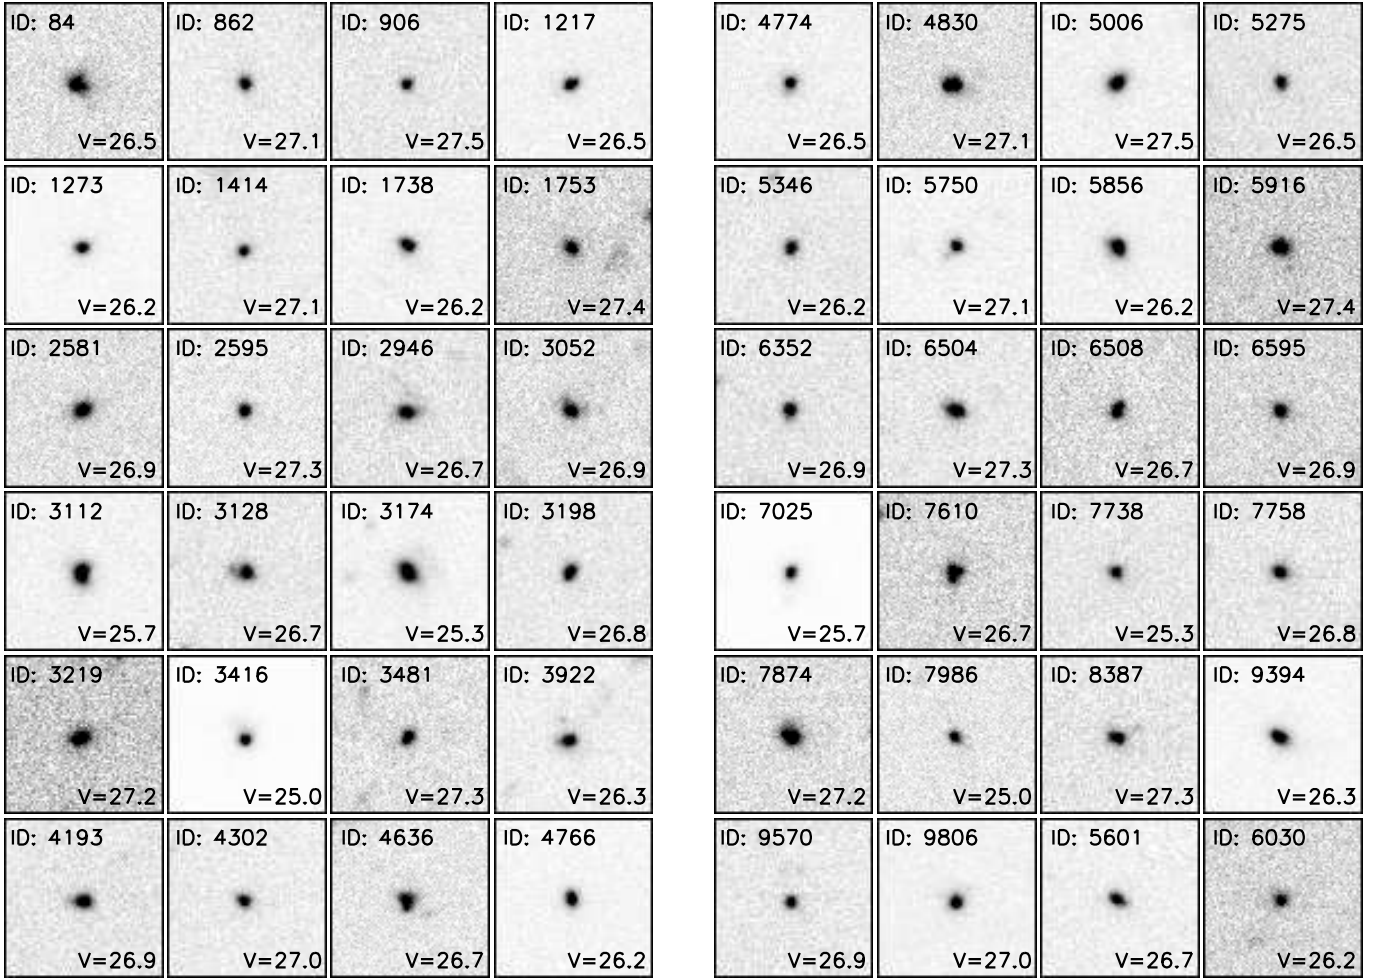 ID: 84 ID: 862 ID: 906 ID: 1217 ID: 4774 ID: 4830 ID: 5006 ID: 5275
V=26.5 V=27.1 V=27.5 V=26.5 V=26.5 V=27.1 V=27.5 V=26.5
ID: 1273 ID: 1414 ID: 1738 ID: 1753 ID: 5346 ID: 5750 ID: 5856 ID: 5916
V=26.2 V=27.1 V=26.2 V=27.4 V=26.2 V=27.1 V=26.2 V=27.4
ID: 2581 ID: 2595 ID: 2946 ID: 3052 ID: 6352 ID: 6504 ID: 6508 ID: 6595
V=26.9 V=27.3 V=26.7 V=26.9 V=26.9 V=27.3 V=26.7 V=26.9
ID: 3112 ID: 3128 ID: 3174 ID: 3198 ID: 7025 ID: 7610 ID: 7738 ID: 7758
V=25.7 V=26.7 V=25.3 V=26.8 V=25.7 V=26.7 V=25.3 V=26.8
ID: 3219 ID: 3416 ID: 3481 ID: 3922 ID: 7874 ID: 7986 ID: 8387 ID: 9394
V=27.2 V=25.0 V=27.3 V=26.3 V=27.2 V=25.0 V=27.3 V=26.3
ID: 4193 ID: 4302 ID: 4636 ID: 4766 ID: 9570 ID: 9806 ID: 5601 ID: 6030
V=26.9 V=27.0 V=26.7 V=26.2 V=26.9 V=27.0 V=26.7 V=26.2